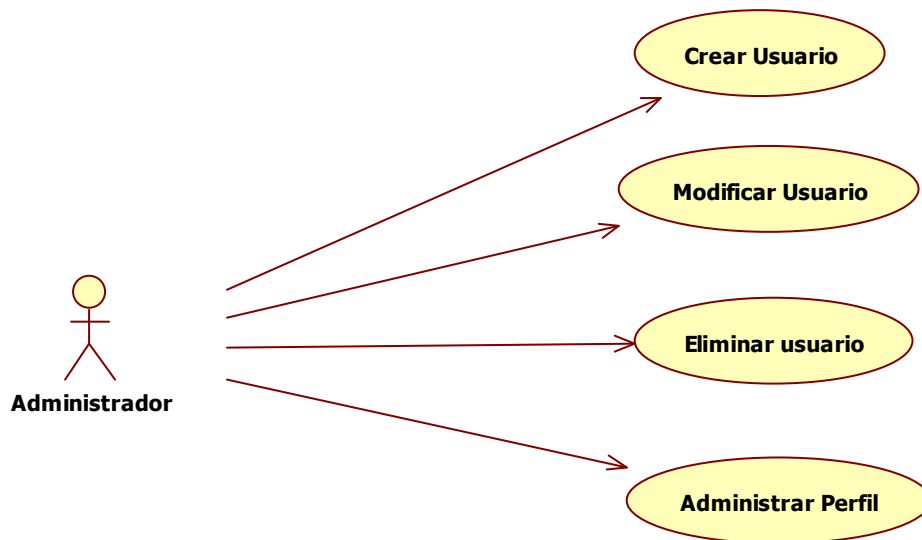 Crear Usuario
Modificar Usuario
Eliminar usuario
Administrador
Administrar Perfil